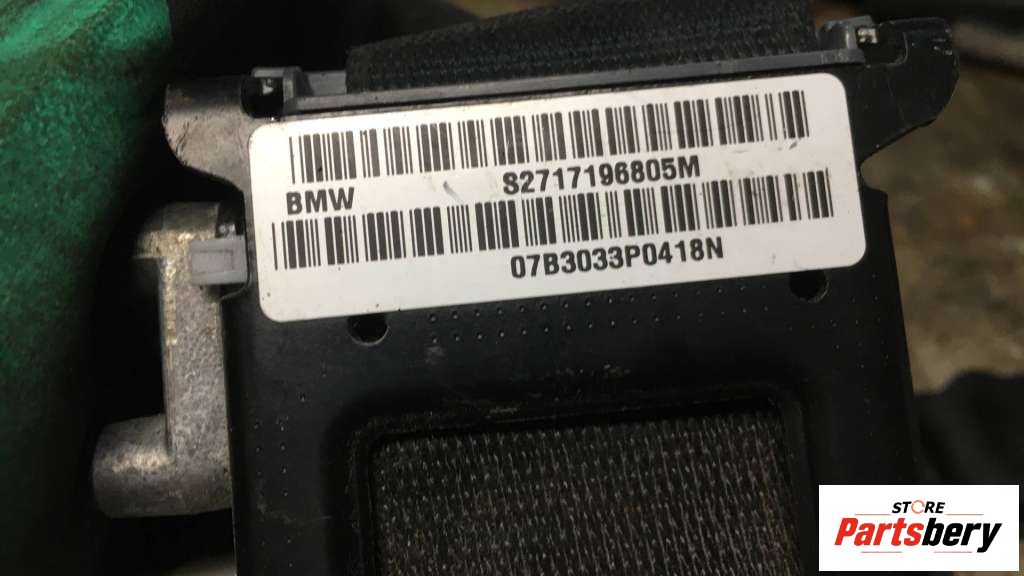 S2717196805M
BMW
07B3033P0418N
STORE
Partsbery